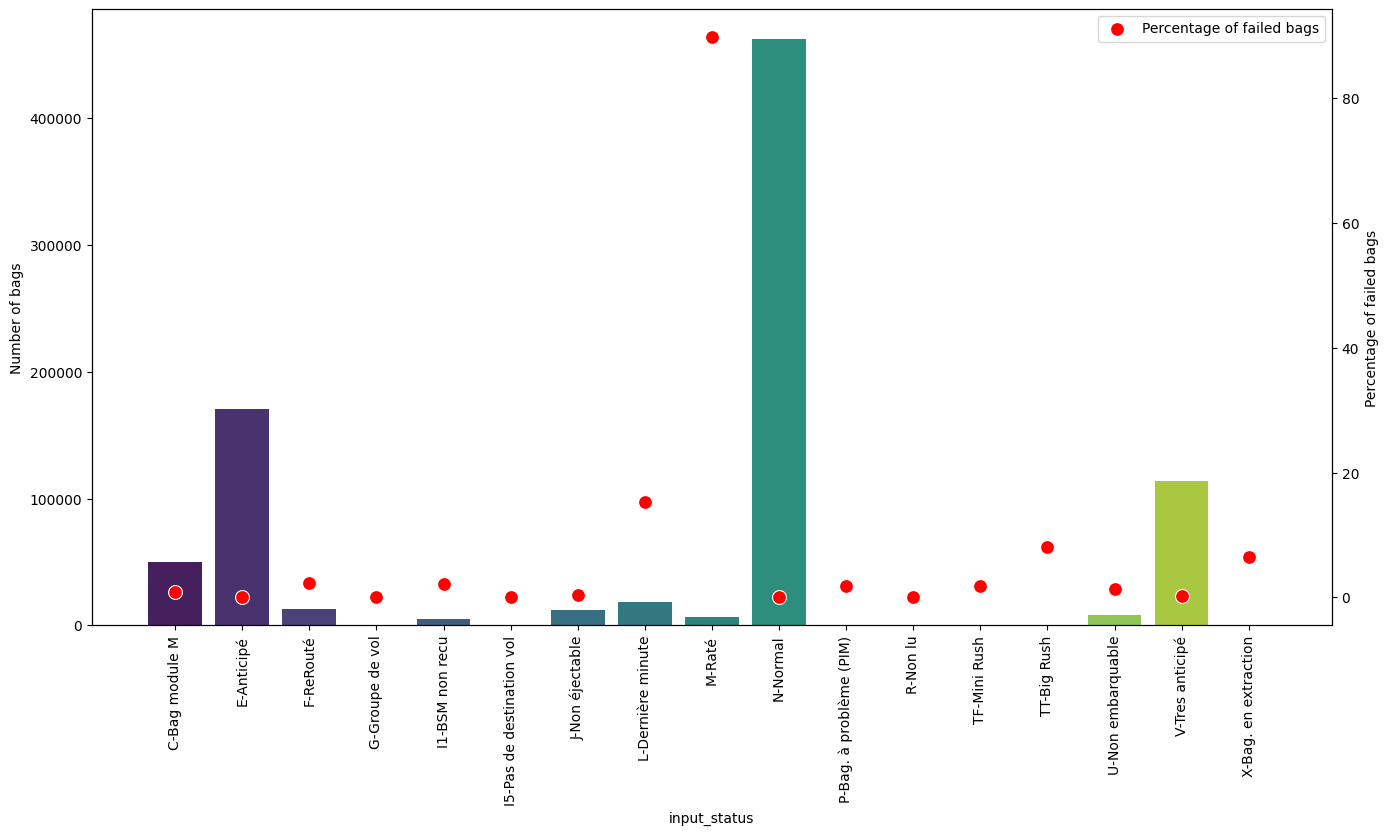 Percentage of failed bags
Number of bags
400000
300000
200000
100000
0
80
60
40
20
0
Percentage of failed bags
C-Bag module M
E-Anticipé
F-ReRouté
G-Groupe de vol
I1-BSM non recu
I5-Pas de destination vol
J-Non éjectable
L-Dernière minute
M-Raté
N-Normal
P-Bag. à problème (PIM)
R-Non lu
TF-Mini Rush
TT-Big Rush
U-Non embarquable
V-Tres anticipé
X-Bag. en extraction
input_status